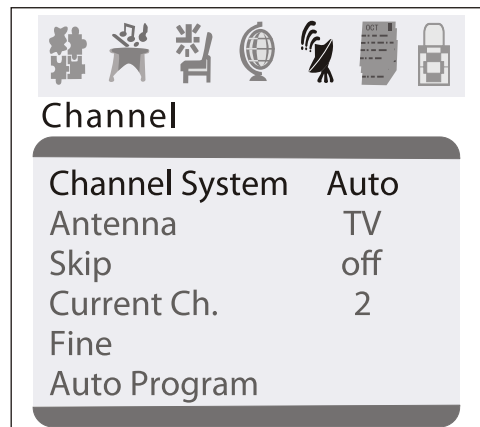 OCT
Channel
Channel System Auto
Antenna TV
Skip off
Current Ch. 2
Fine
Auto Program